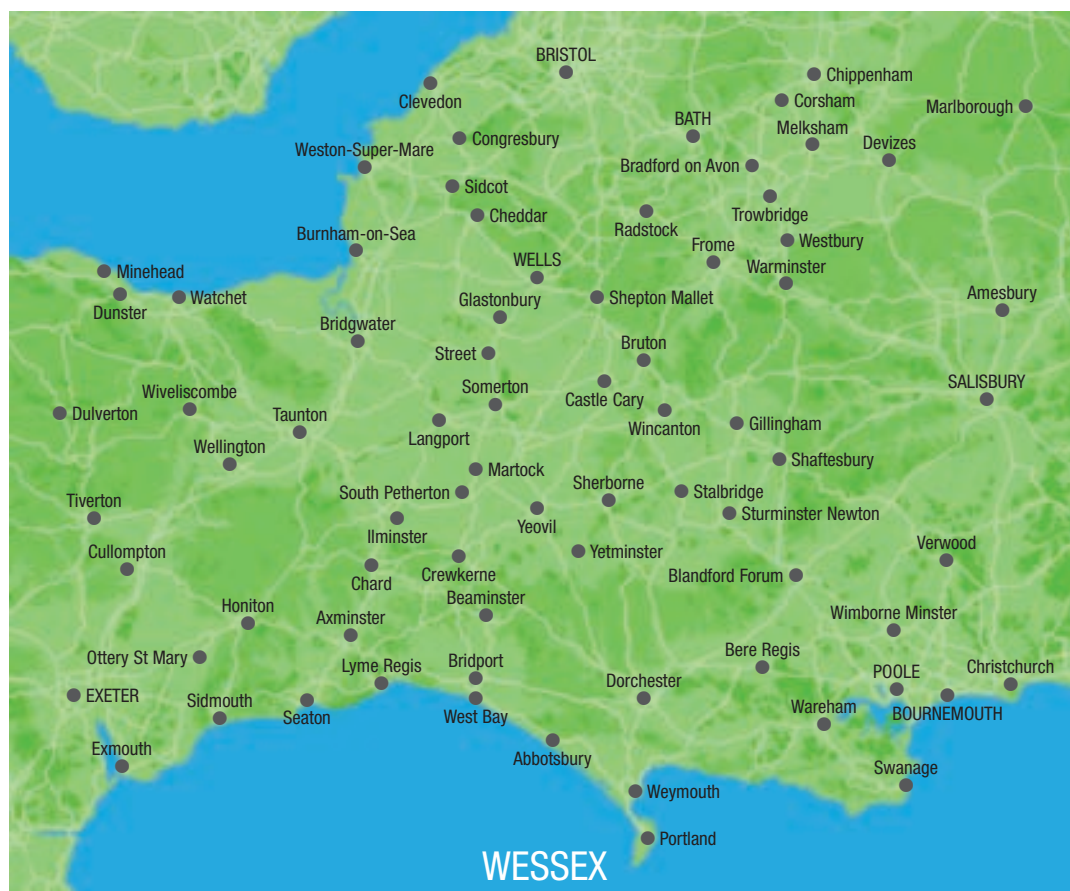 BRISTOL
Chippenham
Clevedon
Corsham
Marlborough
BATH
Melksham
Congresbury
Devizes
Weston-Super-Mare
Bradford on Avon
Sidcot
Trowbridge
Cheddar
Radstock
Burnham-on-Sea
Frome
Westbury
Minehead
WELLS
Warminster
Dunster
Watchet
Glastonbury
Shepton Mallet
Amesbury
Bridgwater
Bruton
Street
Wiveliscombe
Somerton
Castle Cary
SALISBURY
Dulverton
Taunton
Langport
Wincanton
Gillingham
Wellington
Martock
Shaftesbury
Sherborne
Tiverton
South Petherton
Stalbridge
Ilminster
Yeovil
Sturminster Newton
Cullompton
Yetminster
Verwood
Chard
Crewkerne
Blandford Forum
Honiton
Axminster
Beaminster
Wimborne Minster
Ottery St Mary
Lyme Regis
Bridport
Bere Regis
Christchurch
EXETER
Sidmouth
Seaton
West Bay
Dorchester
POOLE
Wareham
BOURNEMOUTH
Exmouth
Abbotsbury
Swanage
Weymouth
Portland
WESSEX